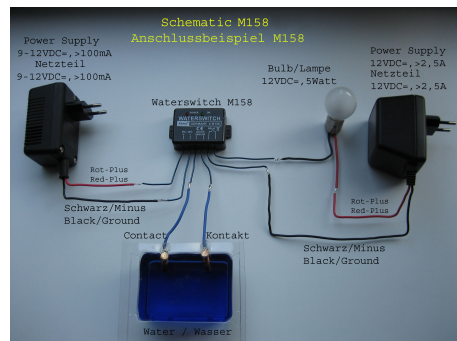 Schematic M158
Anschlussbeispiel M158
Power Supply
9-12VDC=,>100mA
Netzteil
9-12VDC=,>100mA
Power Supply
12VDC=,>2,5A
Netzteil
12VDC=,>2,5A
Bulb/Lampe
12VDC=,5Watt
Waterswitch M158
WATERSWITCH
Rot-Plus
Red-Plus
Schwarz/Minus
Black/Ground
Rot-Plus
Red-Plus
Contact
Kontakt
Schwarz/Minus
Black/Ground
Water / Wasser